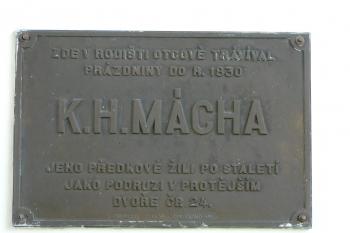 ZDE V RODIŠTI OTCOVĚ TRÁVÍVAL
PRÁZDNINY DO R. 1830
K.H.MÁCHA
JEHO PŘEDKOVÉ ŽILI PO STALETÍ
JAKO PODRUZI V PROTĚJŠÍM
DVOŘE ČP. 24.